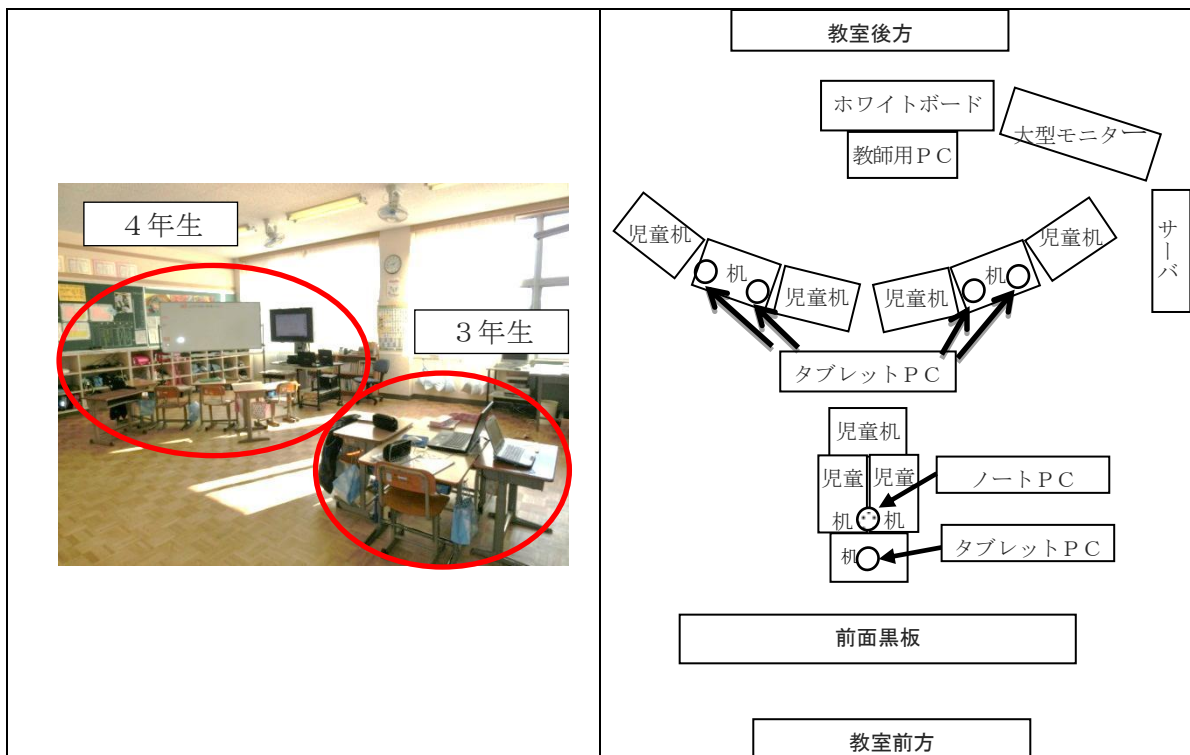 ４年生
３年生
教室後方
ホワイトボード
大型モニター
教師用ＰＣ
サーバ
児童机
机
児童机
児童机
机
児童机
タブレットＰＣ
児童机
児童
児童
机
机
ノートＰＣ
机
タブレットＰＣ
前面黒板
教室前方